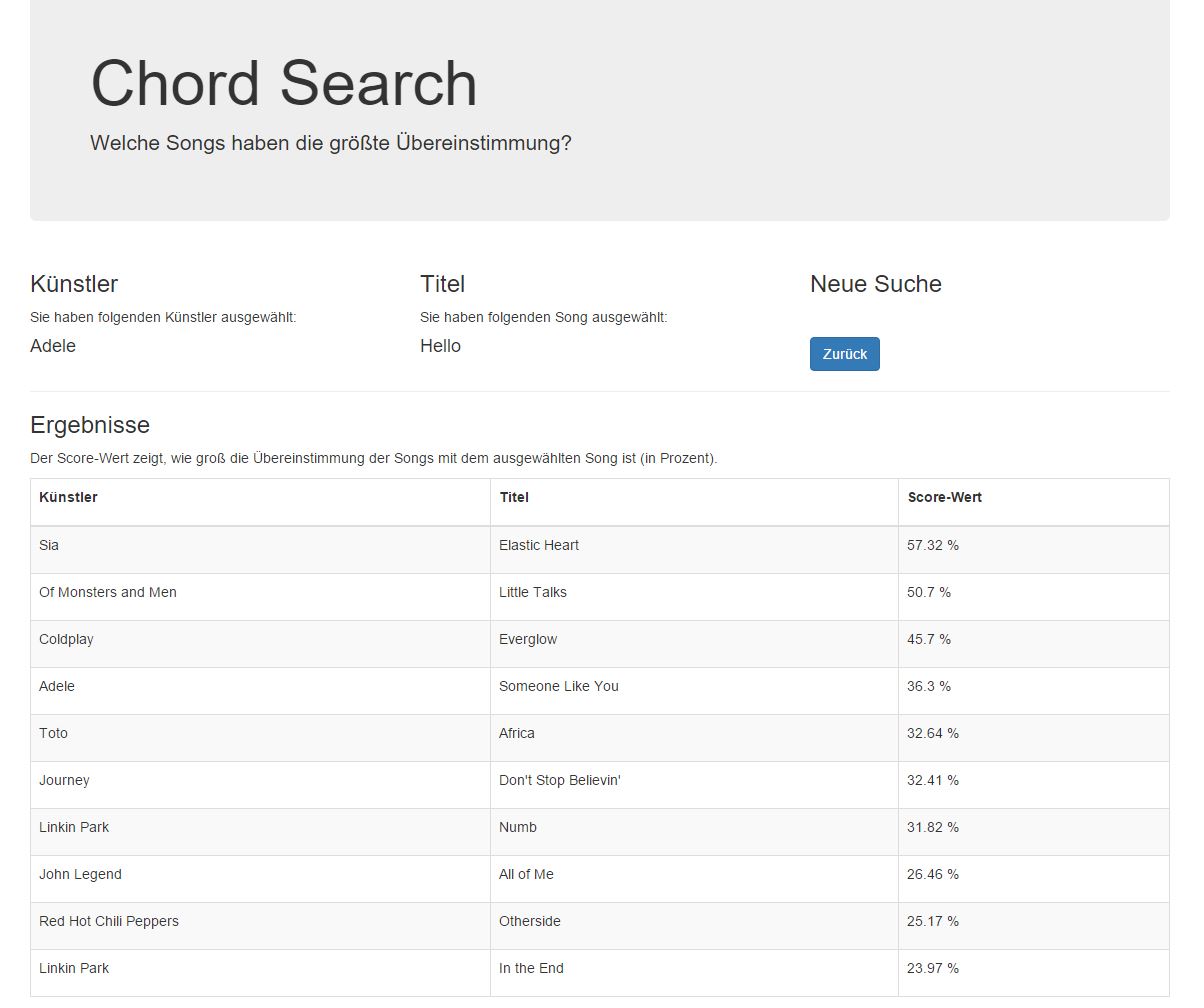 Chord Search
Welche Songs haben die größte Übereinstimmung?
Künstler
Sie haben folgenden Künstler ausgewählt:
Adele
Titel
Sie haben folgenden Song ausgewählt:
Hello
Neue Suche
Zurück
Ergebnisse
Der Score-Wert zeigt, wie groß die Übereinstimmung der Songs mit dem ausgewählten Song ist (in Prozent).
Künstler Titel Score-Wert
Sia Elastic Heart 57.32 %
Of Monsters and Men Little Talks 50.7 %
Coldplay Everglow 45.7 %
Adele Someone Like You 36.3 %
Toto Africa 32.64 %
Journey Don't Stop Believin' 32.41 %
Linkin Park Numb 31.82 %
John Legend All of Me 26.46 %
Red Hot Chili Peppers Otherside 25.17 %
Linkin Park In the End 23.97 %